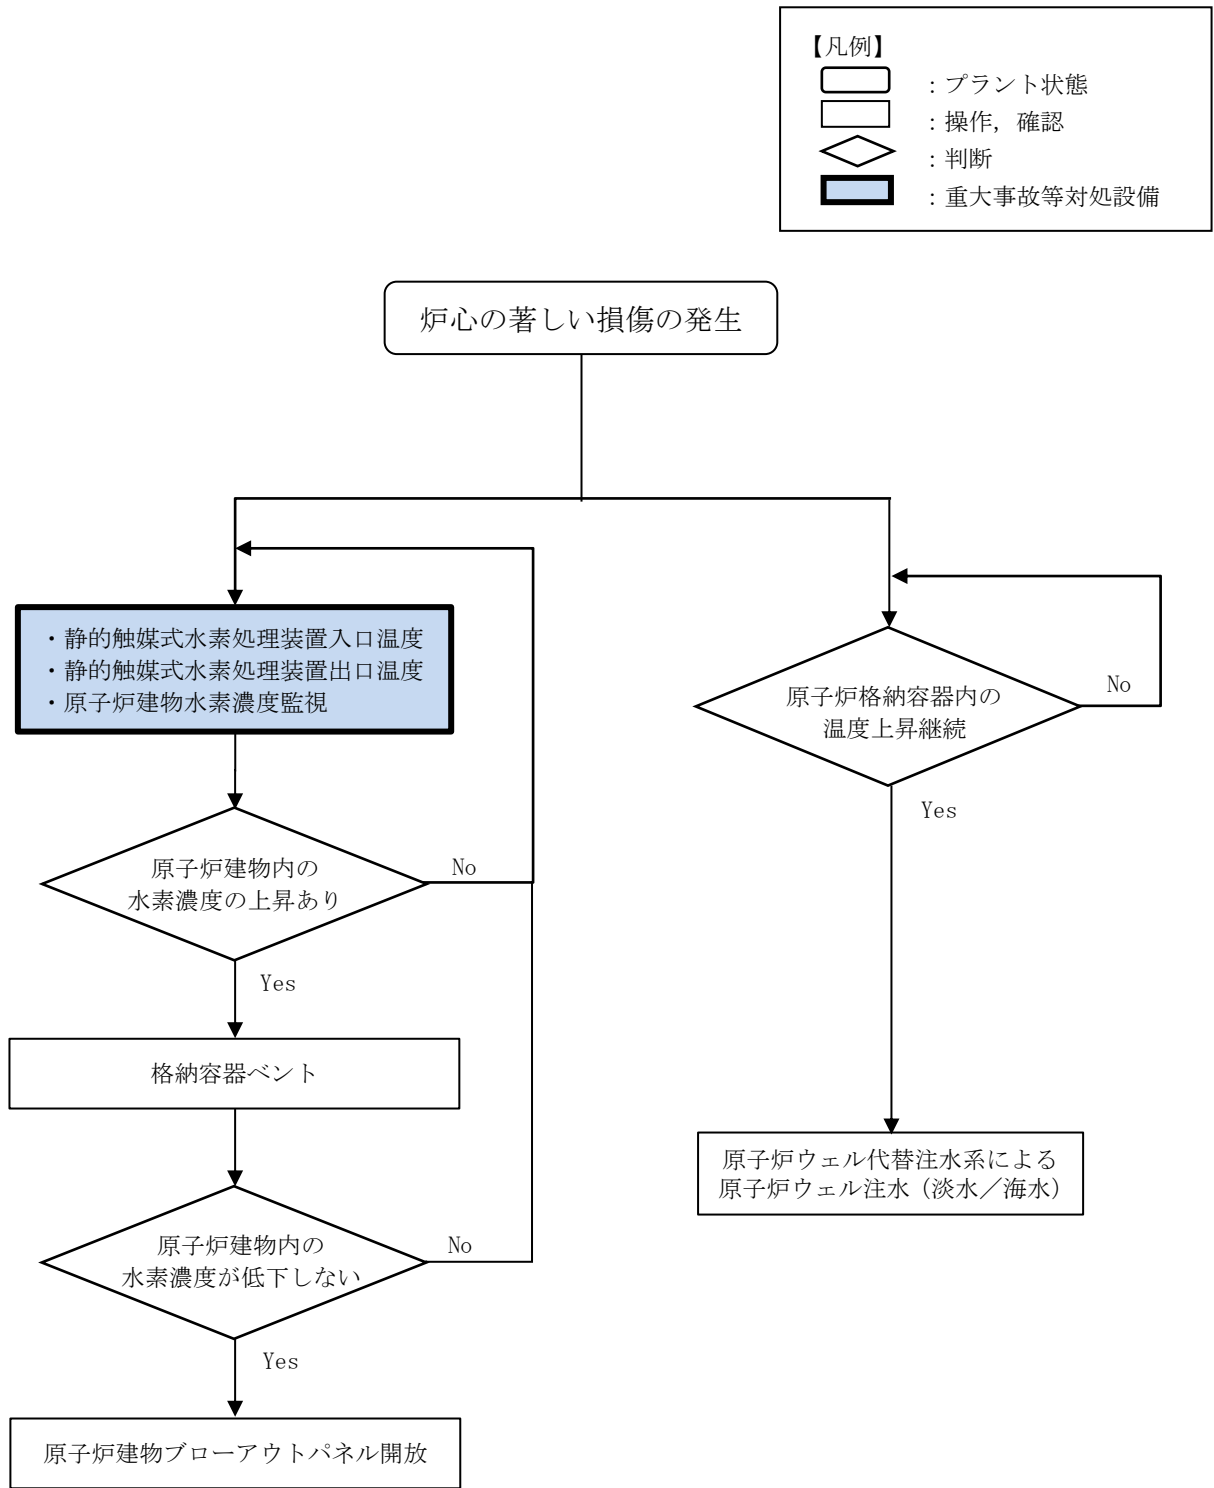 【凡例】
：プラント状態
：操作，確認
：判断
：重大事故等対処設備
炉心の著しい損傷の発生
・静的触媒式水素処理装置入口温度
・静的触媒式水素処理装置出口温度
・原子炉建物水素濃度監視
原子炉格納容器内の
温度上昇継続
No
Yes
原子炉建物内の
水素濃度の上昇あり
No
Yes
格納容器ベント
原子炉ウェル代替注水系による
原子炉ウェル注水（淡水／海水）
原子炉建物内の
水素濃度が低下しない
No
Yes
原子炉建物ブローアウトパネル開放